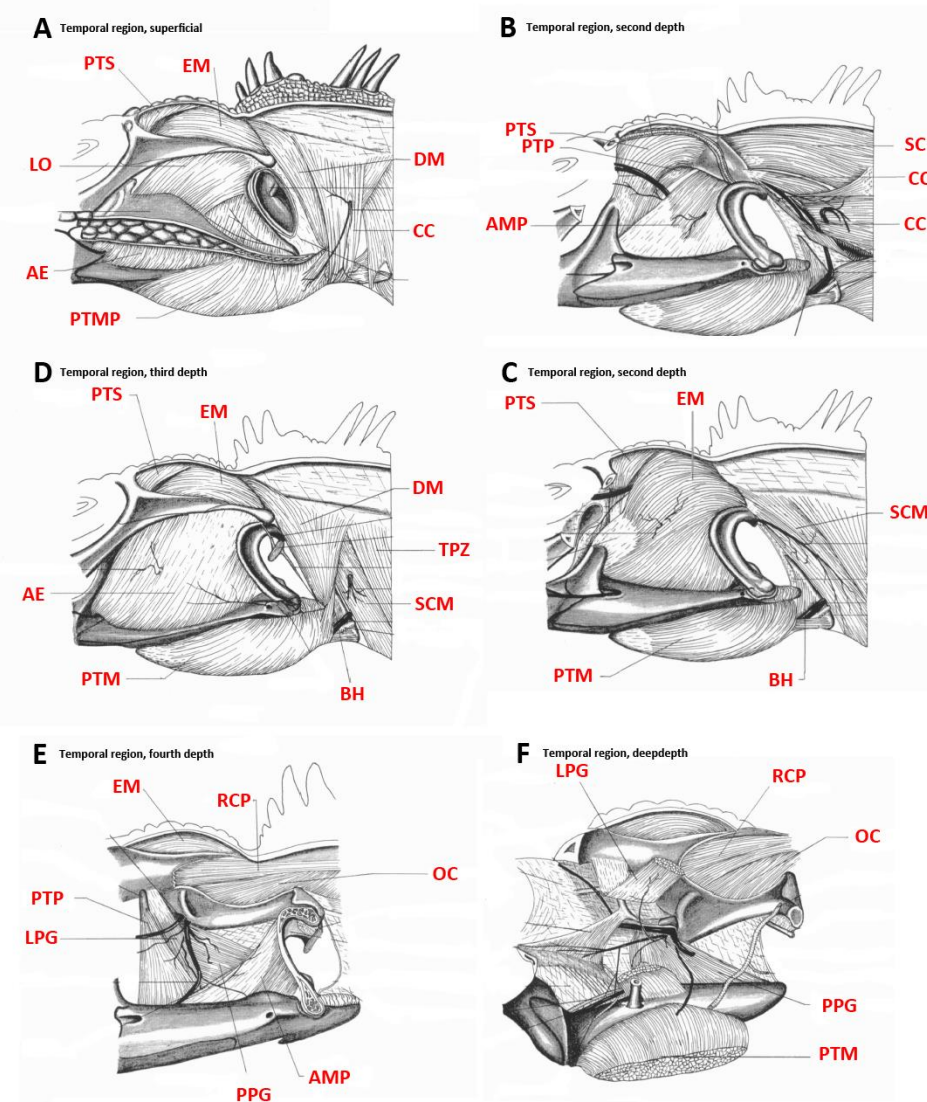 A Temporal region, superficial
PTS
EM
LO
DM
CC
AE
PTMP
B Temporal region, second depth
PTS
PTP
SC
CC
AMP
CC
D Temporal region, third depth
PTS
EM
DM
TPZ
AE
SCM
PTM
BH
C Temporal region, second depth
PTS
EM
SCM
PTM
BH
E Temporal region, fourth depth
EM
RCP
OC
PTP
LPG
AMP
PPG
F Temporal region, deepdepth
LPG
RCP
OC
PPG
PTM